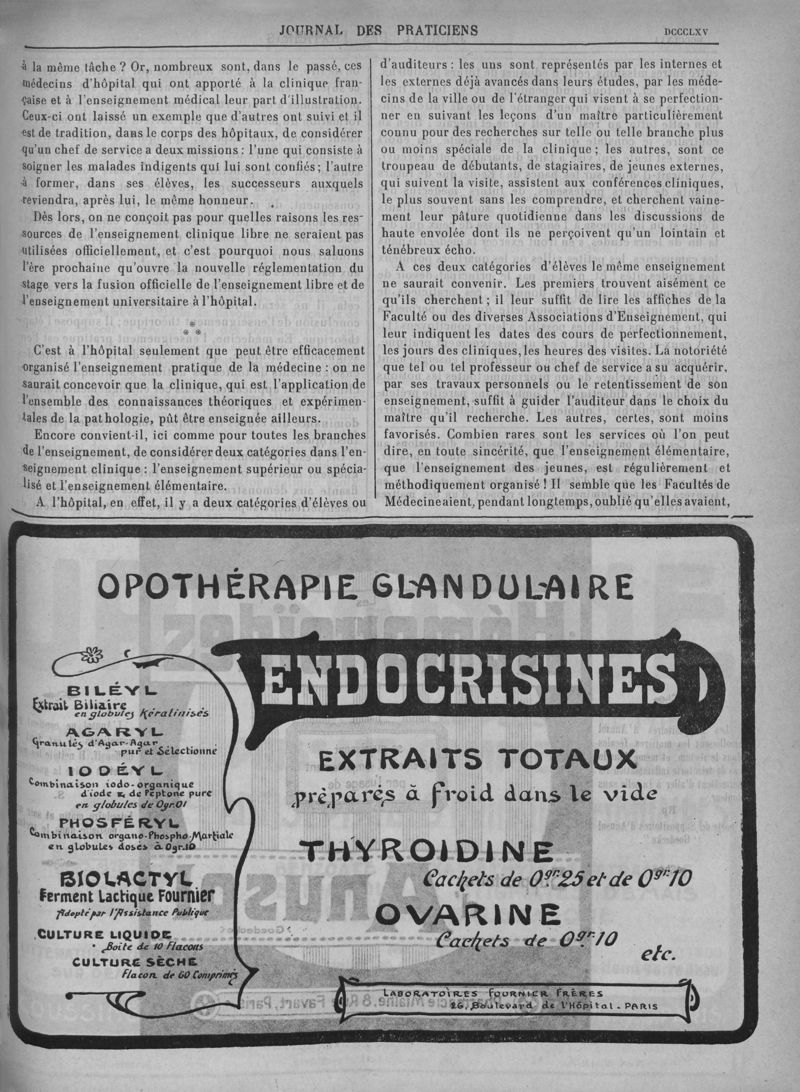 JOURNAL DES PRATICIENS
DCCCLXV
à la même tâche ? Or, nombreux sont, dans le passé, ces
médecins d'hôpital qui ont apporté à la clinique fran-
çaise et à l'enseignement médical leur part d'illustration.
Ceux-ci ont laissé un exemple que d'autres ont suivi et il
est de tradition, dans le corps des hôpitaux, de considérer
qu'un chef de service a deux missions : l'une qui consiste à
soigner les malades indigents qui lui sont confiés ; l'autre
à former, dans ses élèves, les successeurs auxquels
reviendra, après lui, le même honneur.
Dès lors, on ne conçoit pas pour quelles raisons les res-
sources de l'enseignement clinique libre ne seraient pas
utilisées officiellement, et c'est pourquoi nous saluons
l'ère prochaine qu'ouvre la nouvelle réglementation du
stage vers la fusion officielle de l'enseignement libre et de
l'enseignement universitaire à l'hôpital.
*
* *
C'est à l'hôpital seulement que peut être efficacement
organisé l'enseignement pratique de la médecine : on ne
saurait concevoir que la clinique, qui est l'application de
l'ensemble des connaissances théoriques et expérimen-
tales de la pathologie, pût être enseignée ailleurs.
Encore convient-il, ici comme pour toutes les branches
de l'enseignement, de considérer deux catégories dans l'en-
seignement clinique : l'enseignement supérieur ou spécia-
lisé et l'enseignement élémentaire.
A l'hôpital, en effet, il y a deux catégories d'élèves ou
d'auditeurs : les uns sont représentés par les internes et
les externes déjà avancés dans leurs études, par les méde-
cins de la ville ou de l'étranger qui visent à se perfection-
ner en suivant les leçons d'un maître particulièrement
connu pour des recherches sur telle ou telle branche plus
ou moins spéciale de la clinique ; les autres, sont ce
troupeau de débutants, de stagiaires, de jeunes externes,
qui suivent la visite, assistent aux conférences cliniques,
le plus souvent sans les comprendre, et cherchent vaine-
ment leur pâture quotidienne dans les discussions de
haute envolée dont ils ne perçoivent qu'un lointain et
ténébreux écho.
A ces deux catégories d'élèves le même enseignement
ne saurait convenir. Les premiers trouvent aisément ce
qu'ils cherchent ; il leur suffit de lire les affiches de la
Faculté ou des diverses Associations d'Enseignement, qui
leur indiquent les dates des cours de perfectionnement,
les jours des cliniques, les heures des visites. La notoriété
que tel ou tel professeur ou chef de service a su acquérir,
par ses travaux personnels ou le retentissement de son
enseignement, suffit à guider l'auditeur dans le choix du
maître qu'il recherche. Les autres, certes, sont moins
favorisés. Combien rares sont les services où l'on peut
dire, en toute sincérité, que l'enseignement élémentaire,
que l'enseignement des jeunes, est régulièrement et
méthodiquement organisé ! Il semble que les Facultés de
Médecine aient, pendant longtemps, oublié qu'elles avaient,
OPOTHÉRAPIE GLANDULAIRE
ENDOCRISINES
BILÉYL
Extrait Biliaire
en globules Kératinisés
AGARYL
Granulés d'Agar-Agar
pur et Sélectionné
IODÉYL
Combinaison iodo-organique
d'iode & de Peptone pure
en globules de 0gr.01
PHOSFÉRYL
Combinaison organo-Phospho-Martiale
en globules dosés à 0gr.10
BIOLACTYL
Ferment Lactique Fournier
Adopté par l'Assistance Publique
CULTURE LIQUIDE
Boîte de 10 Flacons
CULTURE SÈCHE
Flacon de 60 Comprimés
EXTRAITS TOTAUX
préparés à froid dans le vide
THYROIDINE
Cachets de 0gr.25 et de 0gr.10
OVARINE
Cachets de 0gr.10
etc.
LABORATOIRES FOURNIER FRÈRES
26, Boulevard de l'Hôpital - PARIS